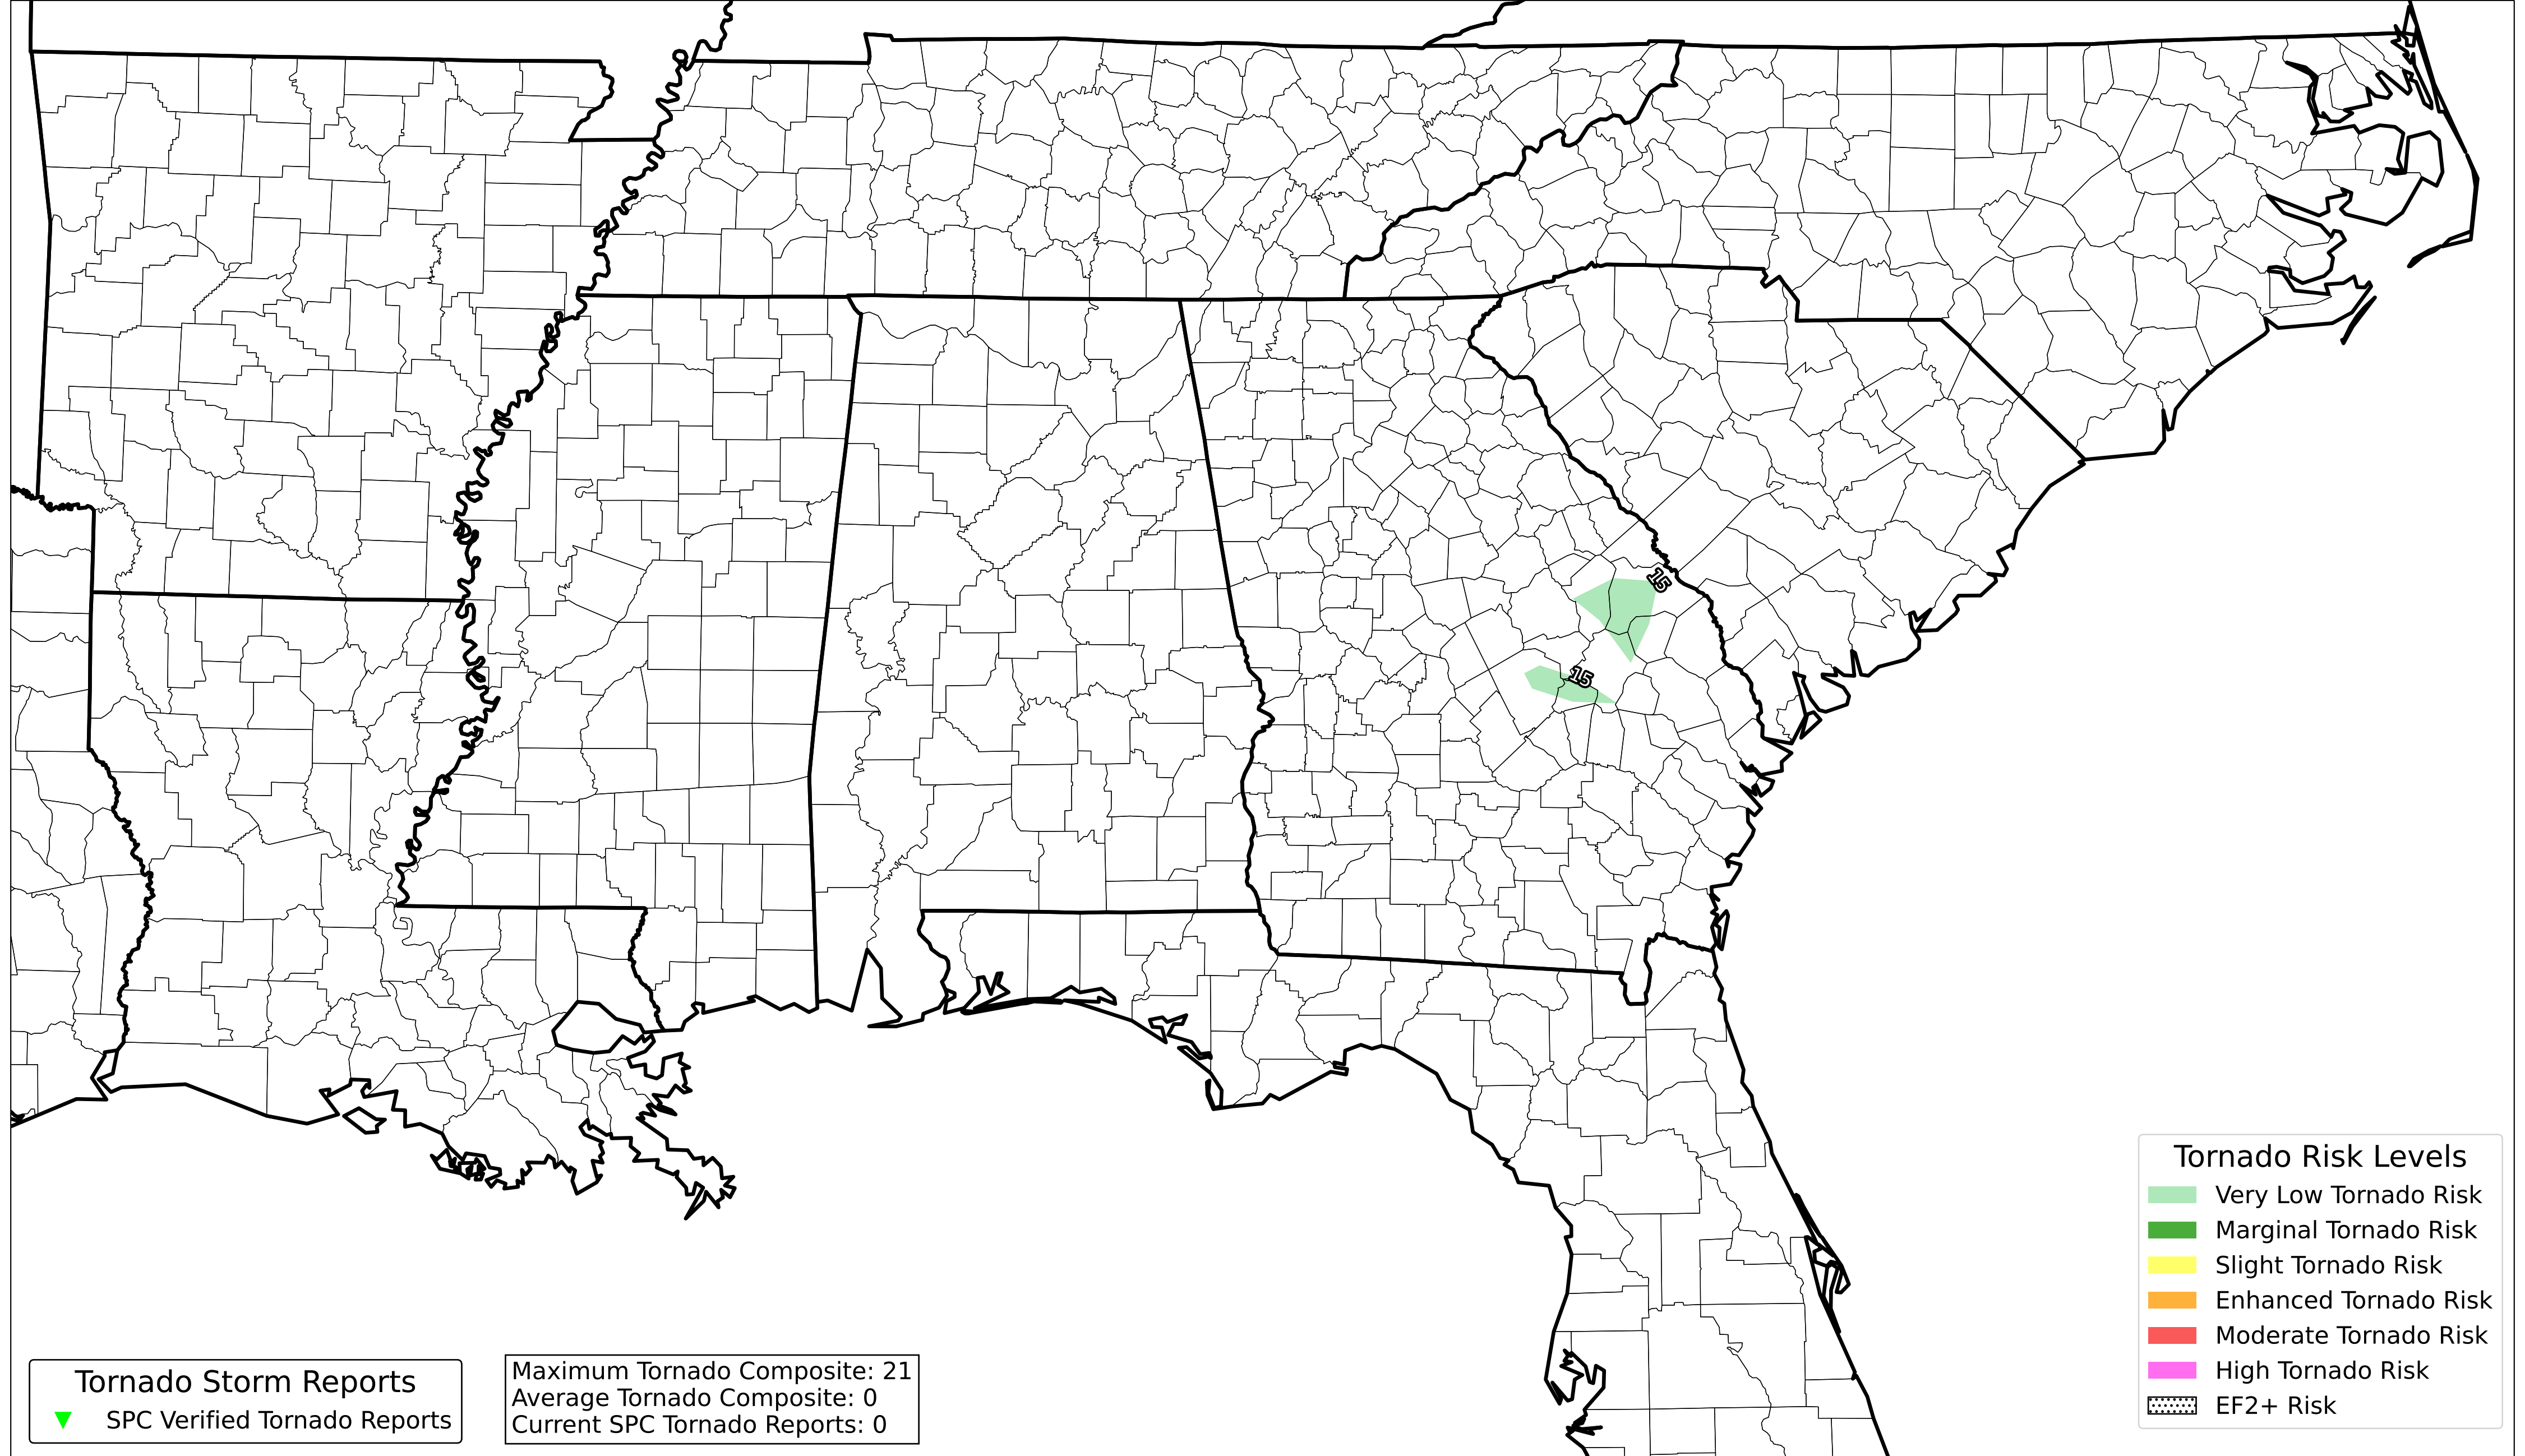 15
15
Tornado Risk Levels
Very Low Tornado Risk
Marginal Tornado Risk
Slight Tornado Risk
Enhanced Tornado Risk
Moderate Tornado Risk
High Tornado Risk
EF2+ Risk
Tornado Storm Reports
SPC Verified Tornado Reports
Maximum Tornado Composite: 21
Average Tornado Composite: 0
Current SPC Tornado Reports: 0